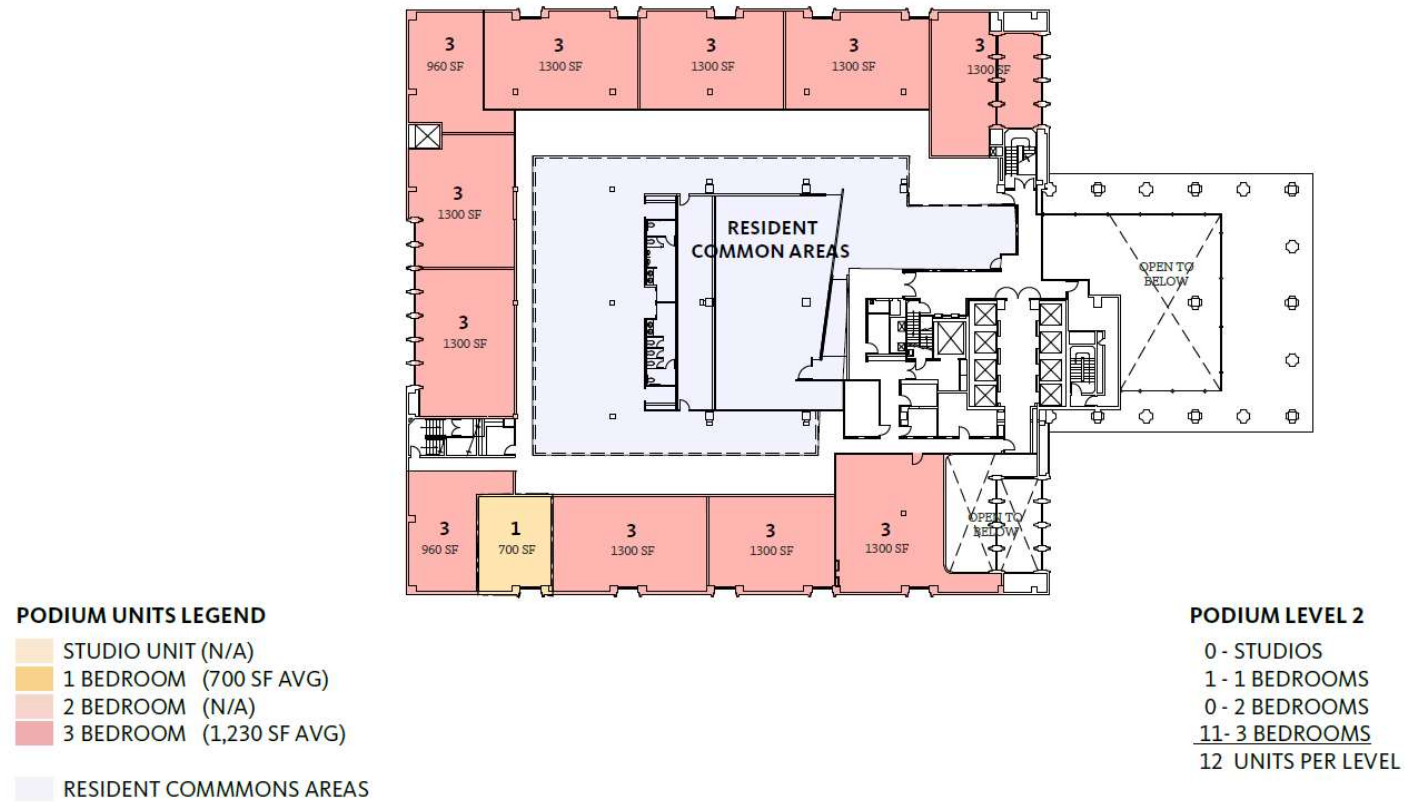 3
960 SF
3
1300 SF
3
1300 SF
3
1300 SF
3
1300 SF
3
1300 SF
3
1300 SF
RESIDENT
COMMON AREAS
OPEN TO
BELOW
3
960 SF
1
700 SF
3
1300 SF
3
1300 SF
3
1300 SF
OPEN TO
BELOW
PODIUM UNITS LEGEND
STUDIO UNIT (N/A)
1 BEDROOM (700 SF AVG)
2 BEDROOM (N/A)
3 BEDROOM (1,230 SF AVG)
RESIDENT COMMMONS AREAS
PODIUM LEVEL 2
0 - STUDIOS
1 - 1 BEDROOMS
0 - 2 BEDROOMS
11- 3 BEDROOMS
12 UNITS PER LEVEL